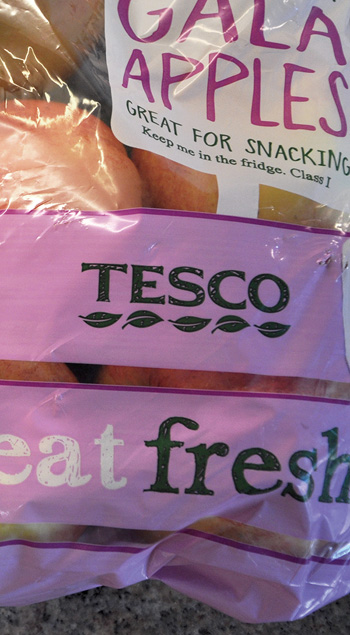 GALA
APPLES
GREAT FOR SNACKING
Keep me in the fridge. Class I
TESCO
eat fresh